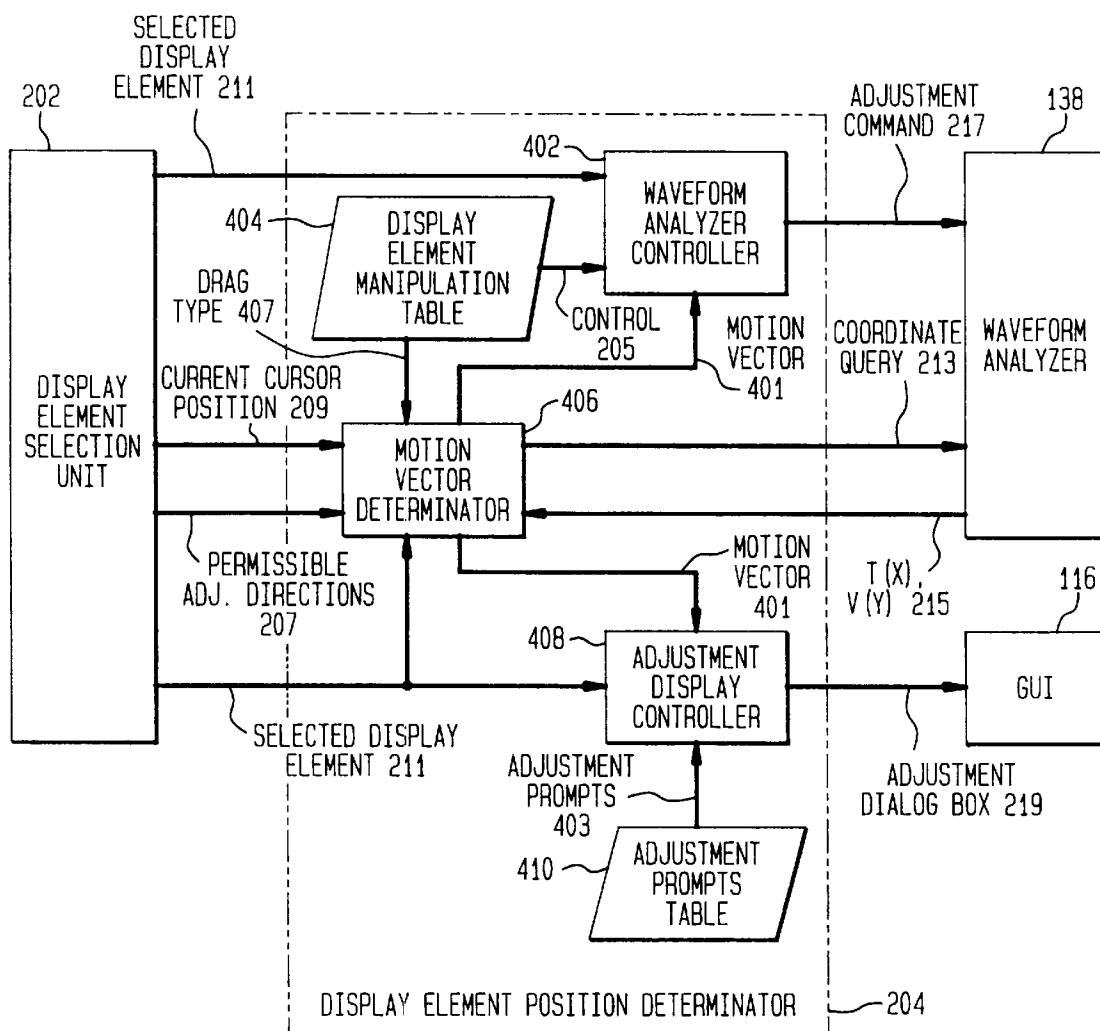 SELECTED
DISPLAY
ELEMENT 211
202
ADJUSTMENT
COMMAND 217
138
402
WAVEFORM
ANALYZER
CONTROLLER
404
DISPLAY
ELEMENT
MANIPULATION
TABLE
DRAG
TYPE 407
CONTROL
205
MOTION
VECTOR
401
COORDINATE
QUERY 213
WAVEFORM
ANALYZER
DISPLAY
ELEMENT
SELECTION
UNIT
CURRENT CURSOR
POSITION 209
406
MOTION
VECTOR
DETERMINATOR
PERMISSIBLE
ADJ. DIRECTIONS
207
MOTION
VECTOR
401
T(X),
V(Y) 215
116
408
ADJUSTMENT
DISPLAY
CONTROLLER
GUI
SELECTED DISPLAY
ELEMENT 211
ADJUSTMENT
PROMPTS
403
ADJUSTMENT
DIALOG BOX 219
410
ADJUSTMENT
PROMPTS
TABLE
DISPLAY ELEMENT POSITION DETERMINATOR
204